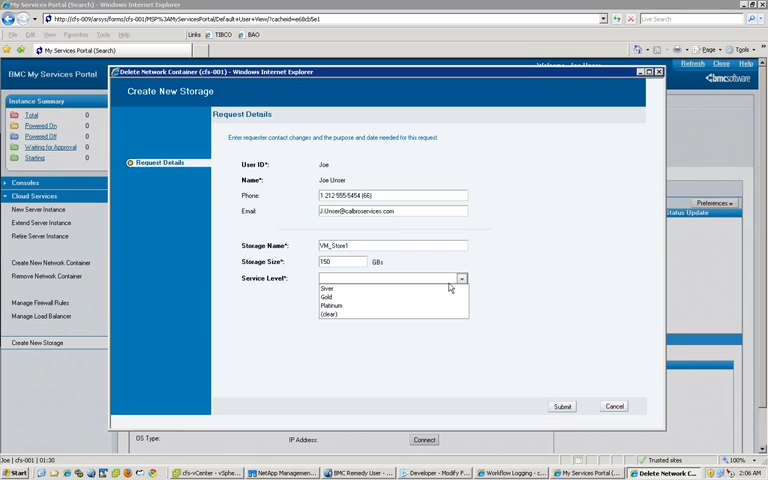 My Services Portal (Search) - Windows Internet Explorer
http://cfs-009/arsys/forms/cfs-001/MSP%3AMyServicesPortal/Default+User+View/?cacheid=e68cb5e1
Live Search
File Edit View Favorites Tools Help
Links TIBCO BAO
My Services Portal (Search)
Page Tools
BMC My Services Portal
Refresh Close Help
bmcsoftware
Instance Summary
Total 0
Powered On 0
Powered Off 0
Waiting for Approval 0
Starting 0
Consoles
Cloud Services
New Server Instance
Extend Server Instance
Retire Server Instance
Create New Network Container
Remove Network Container
Manage Firewall Rules
Manage Load Balancer
Create New Storage
Preferences
Status Update
Delete Network Container (cfs-001) - Windows Internet Explorer
Create New Storage
Request Details
Request Details
Enter requester contact changes and the purpose and date needed for this request.
User ID*: Joe
Name*: Joe Unser
Phone: 1 212 555-5454 (66)
Email: J.Unser@calbroservices.com
Storage Name*: VM_Store1
Storage Size*: 150 GBs
Service Level*:
Silver
Gold
Platinum
(clear)
Submit Cancel
OS Type: IP Address: Connect
Joe | cfs-001 | 01:30
Trusted sites 100%
Start cfs-vCenter - vSphe... NetApp Managemen... BMC Remedy User - ... Developer - Modify F... Workflow Logging - c... My Services Portal (... Delete Network C... 2:06 AM